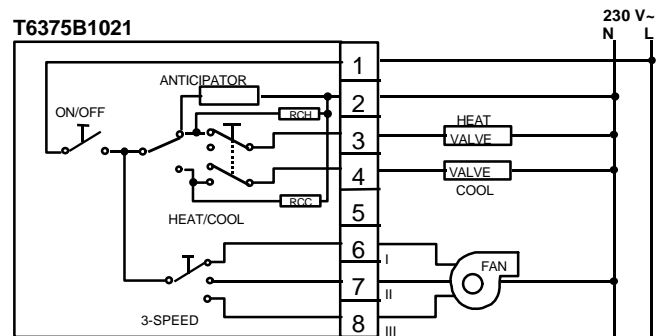 T6375B1021
230 V~
N L
1
ANTICIPATOR
2
ON/OFF
RCH
HEAT
3
VALVE
4
VALVE
COOL
RCC
HEAT/COOL
5
6
I
FAN
7
II
3-SPEED
8
III